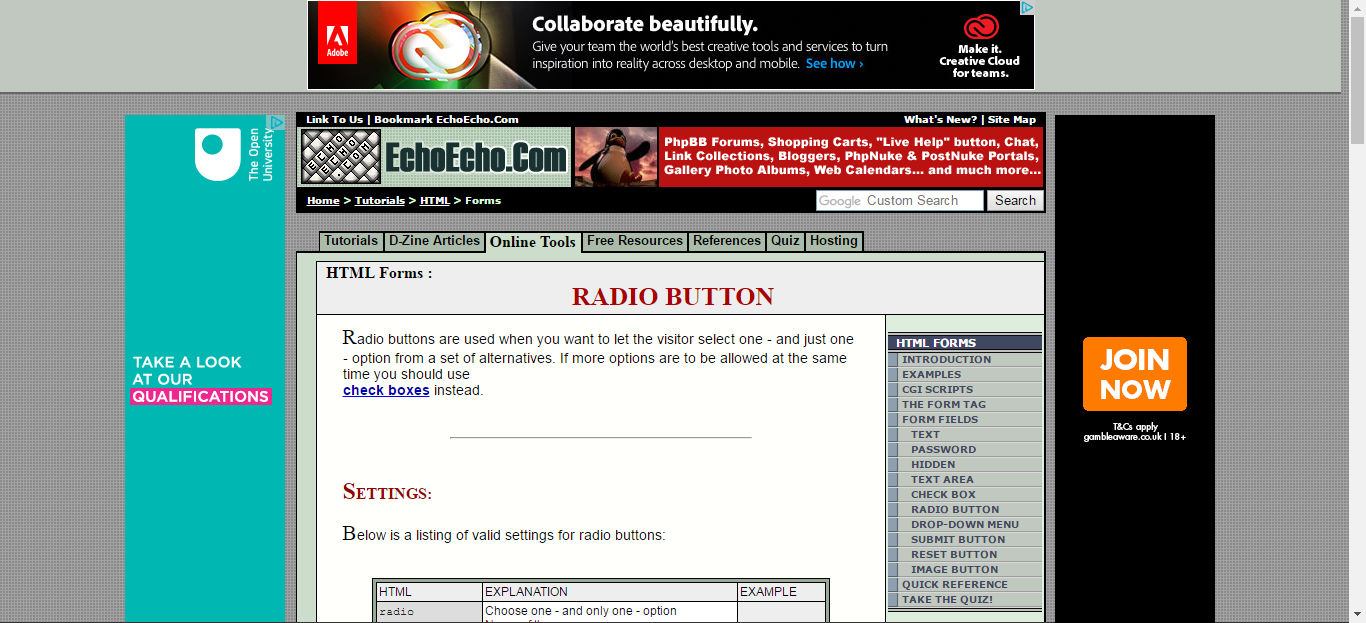 Adobe
Collaborate beautifully.
Give your team the world's best creative tools and services to turn
inspiration into reality across desktop and mobile. See how ›
Make it.
Creative Cloud
for teams.
The Open
University
TAKE A LOOK
AT OUR
QUALIFICATIONS
Link To Us | Bookmark EchoEcho.Com
What's New? | Site Map
ECHO
ECHO
.COM
EchoEcho.Com
PhpBB Forums, Shopping Carts, "Live Help" button, Chat,
Link Collections, Bloggers, PhpNuke & PostNuke Portals,
Gallery Photo Albums, Web Calendars... and much more...
Home > Tutorials > HTML > Forms
Google Custom Search
Search
Tutorials
D-Zine Articles
Online Tools
Free Resources
References
Quiz
Hosting
HTML Forms :
RADIO BUTTON
Radio buttons are used when you want to let the visitor select one - and just one
- option from a set of alternatives. If more options are to be allowed at the same
time you should use
check boxes instead.
SETTINGS:
Below is a listing of valid settings for radio buttons:
HTML EXPLANATION EXAMPLE
radio Choose one - and only one - option
HTML FORMS
INTRODUCTION
EXAMPLES
CGI SCRIPTS
THE FORM TAG
FORM FIELDS
TEXT
PASSWORD
HIDDEN
TEXT AREA
CHECK BOX
RADIO BUTTON
DROP-DOWN MENU
SUBMIT BUTTON
RESET BUTTON
IMAGE BUTTON
QUICK REFERENCE
TAKE THE QUIZ!
JOIN
NOW
T&Cs apply
gambleaware.co.uk | 18+